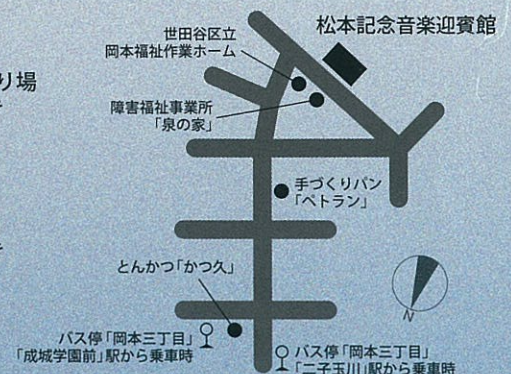 松本記念音楽迎賓館
世田谷区立
岡本福祉作業ホーム
り場
障害福祉事業所
「泉の家」
手づくりパン
「ペトラン」
とんかつ「かつ久」
N
バス停「岡本三丁目」
「成城学園前」駅から乗車時
バス停「岡本三丁目」
「二子玉川」駅から乗車時